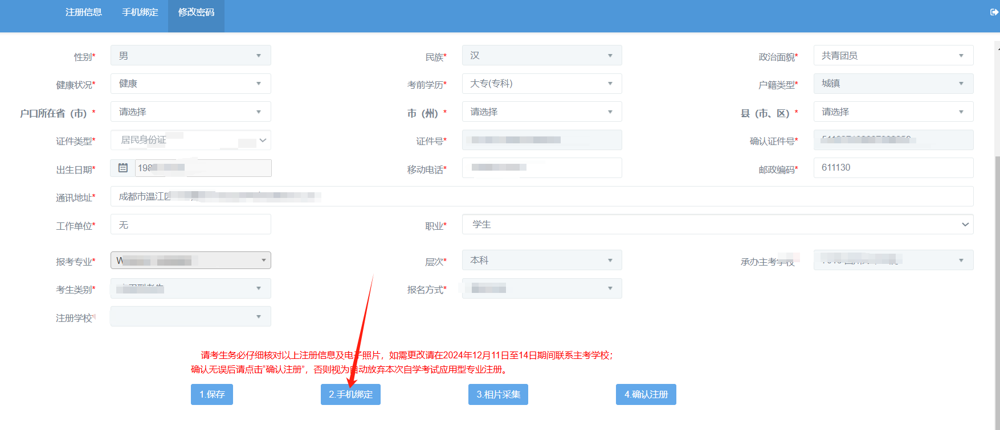 注册信息 手机绑定 修改密码
性别* 男 民族* 汉 政治面貌* 共青团员
健康状况* 健康 考前学历* 大专(专科) 户籍类型* 城镇
户口所在省（市）* 请选择 市（州）* 请选择 县（市、区）* 请选择
证件类型* 居民身份证 证件号* 确认证件号*
出生日期* 198 移动电话* 邮政编码* 611130
通讯地址* 成都市温江区
工作单位* 无 职业* 学生
报考专业* W 层次* 本科 承办主考学校
考生类别* 报名方式*
注册学校*
请考生务必仔细核对以上注册信息及电子照片，如需更改请在2024年12月11日至14日期间联系主考学校；
确认无误后请点击“确认注册”，否则视为自动放弃本次自学考试应用型专业注册。
1.保存 2.手机绑定 3.相片采集 4.确认注册